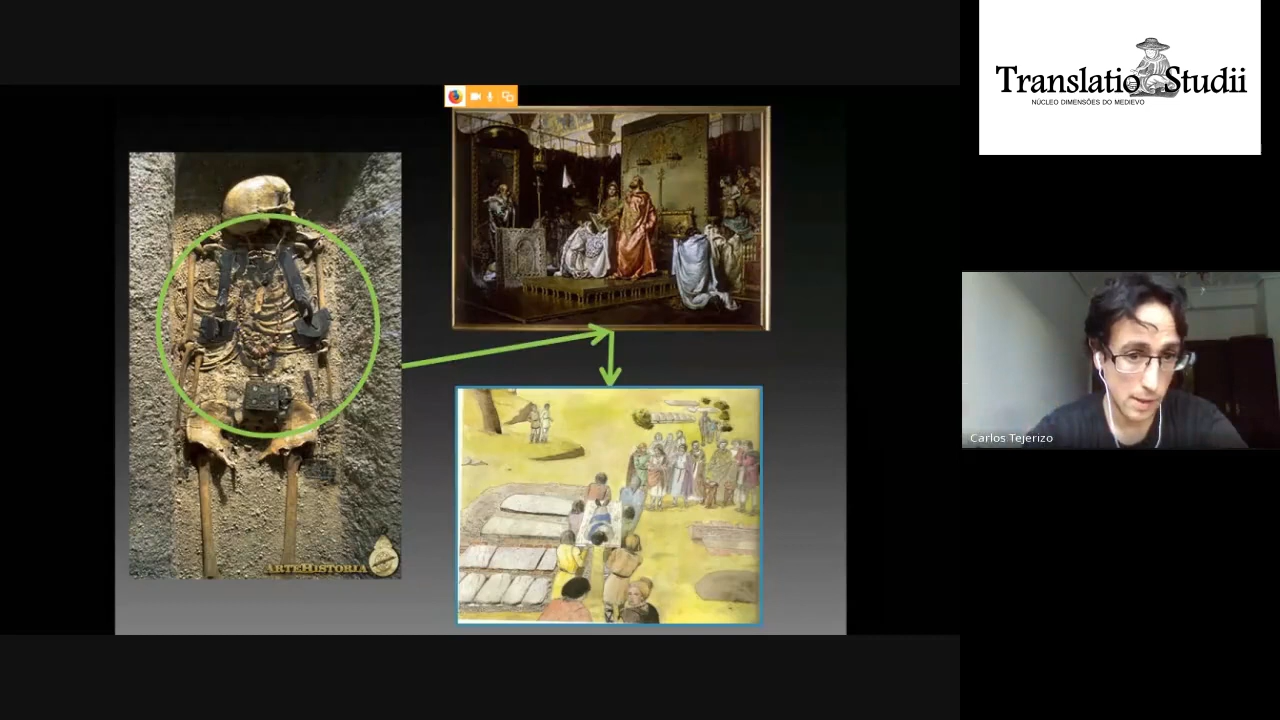 Translatio Studii
NÚCLEO DIMENSÕES DO MEDIEVO
Carlos Tejerizo
ARTEHISTORIA